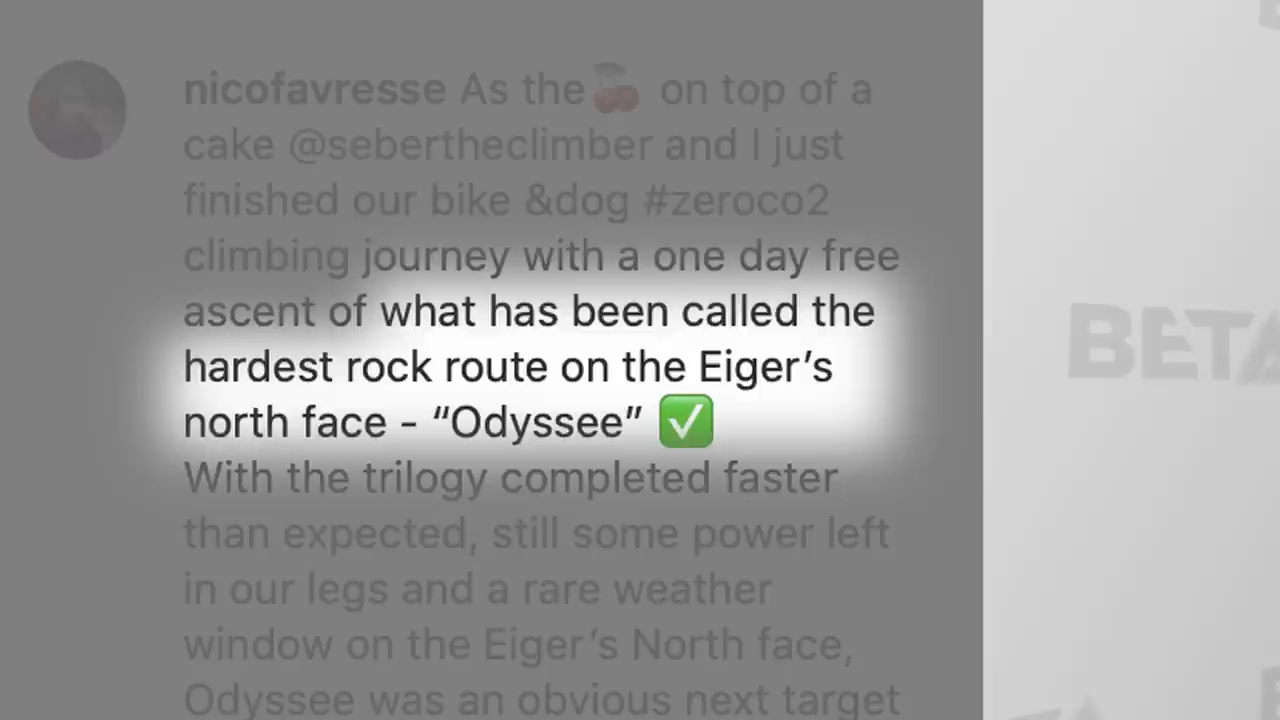 nicofavresse As the🍒 on top of a
cake @sebertheclimber and I just
finished our bike &dog #zeroco2
climbing journey with a one day free
ascent of what has been called the
hardest rock route on the Eiger’s
north face - “Odyssee” ✅
With the trilogy completed faster
than expected, still some power left
in our legs and a rare weather
window on the Eiger’s North face,
Odyssee was an obvious next target
BETA